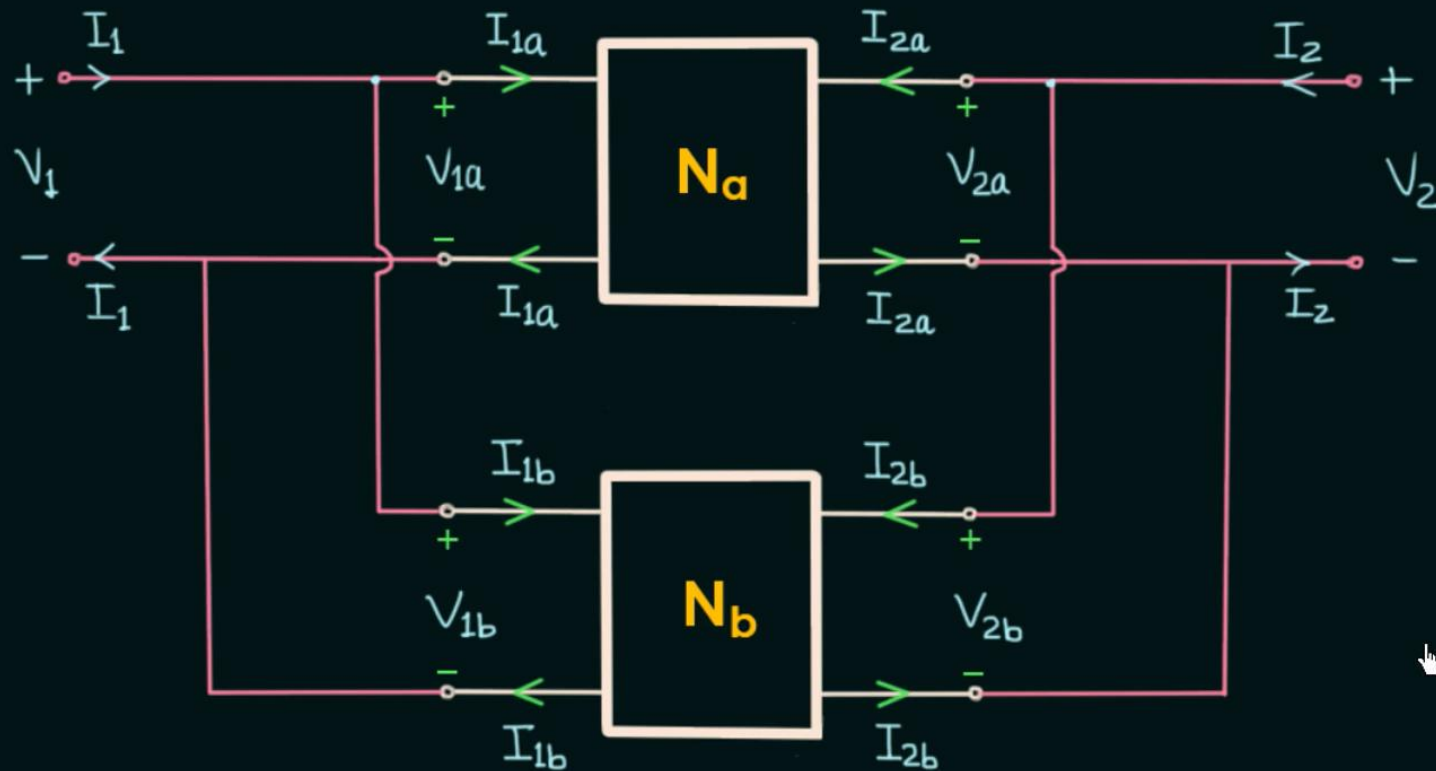 I₁ I₁ₐ I₂ₐ I₂
+ +
+ +
V₁ V₁ₐ Nₐ V₂ₐ V₂
− − − −
I₁ I₁ₐ I₂ₐ I₂
I₁b I₂b
+ +
V₁b Nb V₂b
− −
I₁b I₂b